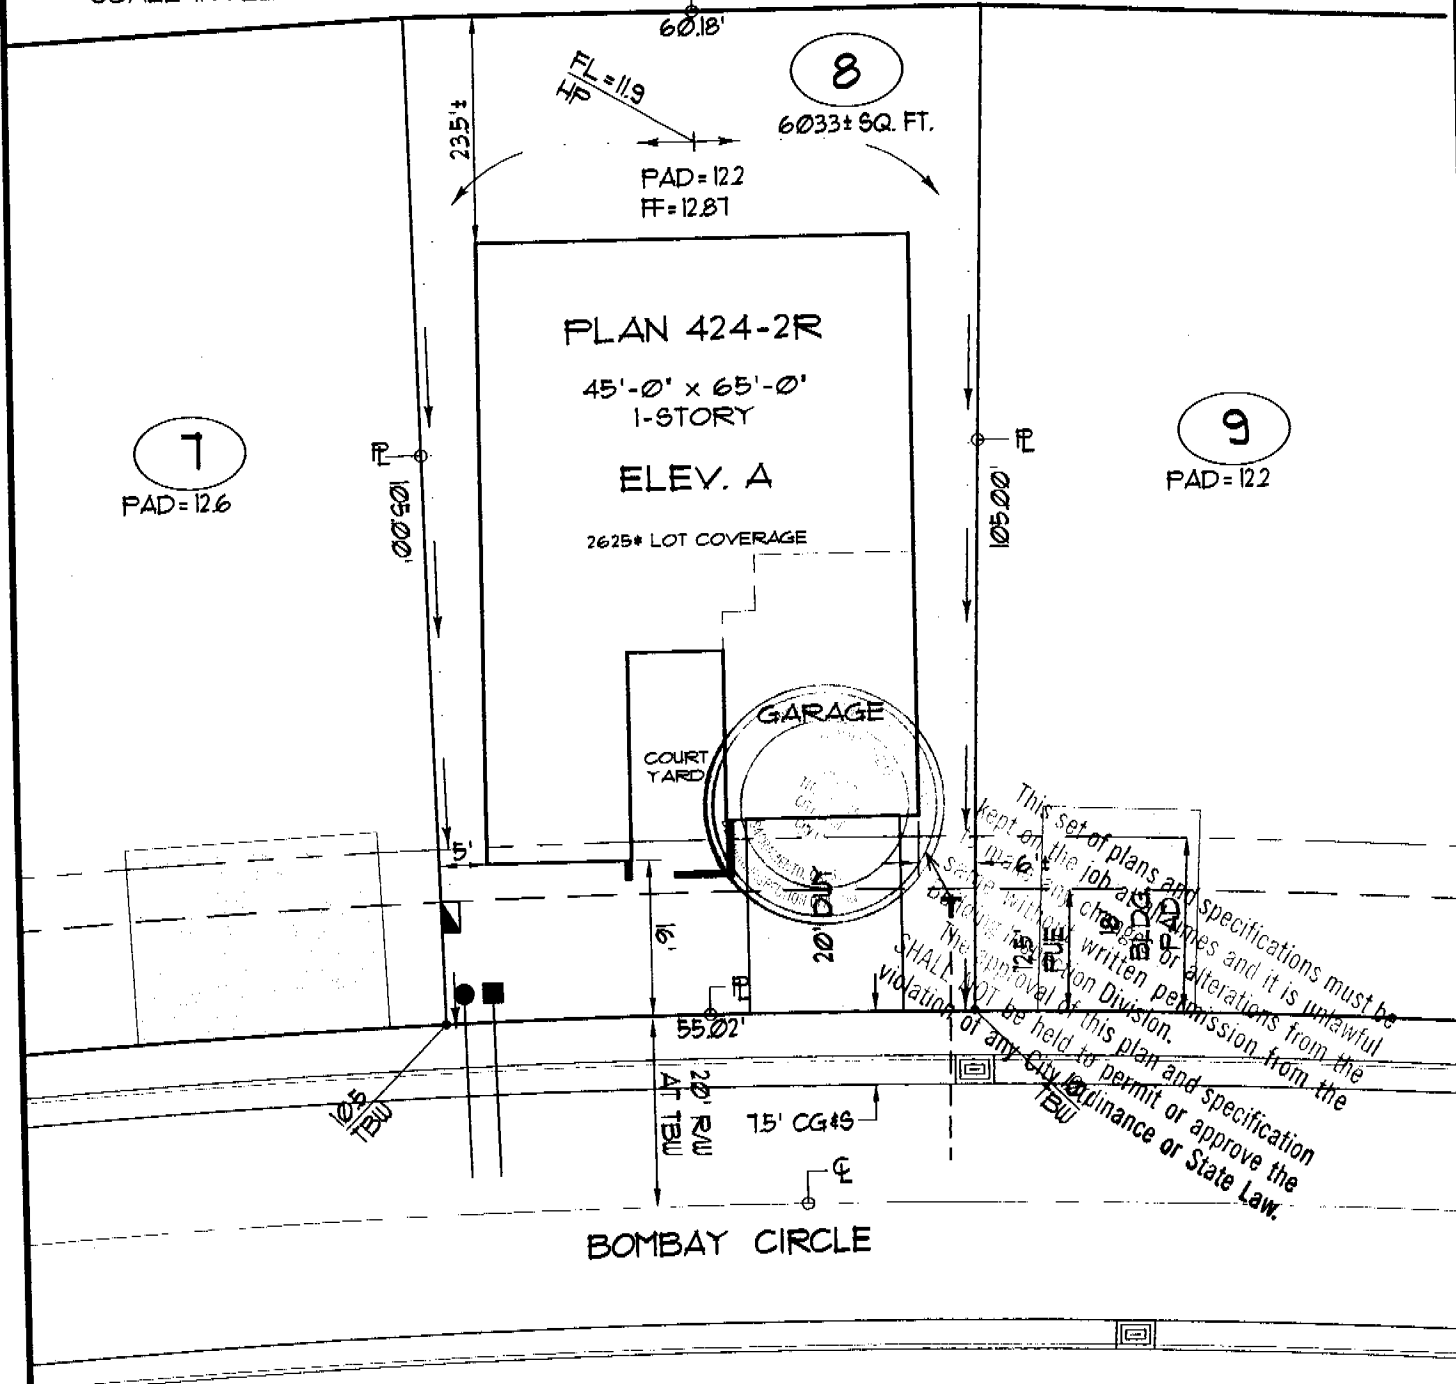 60.18'
FL = 11.9
HP
8
6033± SQ. FT.
23.5'±
PAD = 12.2
FF = 12.87
PLAN 424-2R
45'-0" x 65'-0"
1-STORY
ELEV. A
2625# LOT COVERAGE
7
PAD = 12.6
PL
105.00'
PL
105.00'
9
PAD = 12.2
GARAGE
COURT
YARD
5'
16'
20'
6'±
12.5
PUE
BLDG
PAD
PL
55.02'
10.5
TBW
20' R/W
AT TBW
7.5' CG&S
TBW
CL
BOMBAY CIRCLE
This set of plans and specifications must be
kept on the job at all times and it is unlawful
to make any changes or alterations from the
same without written permission from the
Building Inspection Division.
The approval of this plan and specification
SHALL NOT be held to permit or approve the
violation of any City Ordinance or State Law.